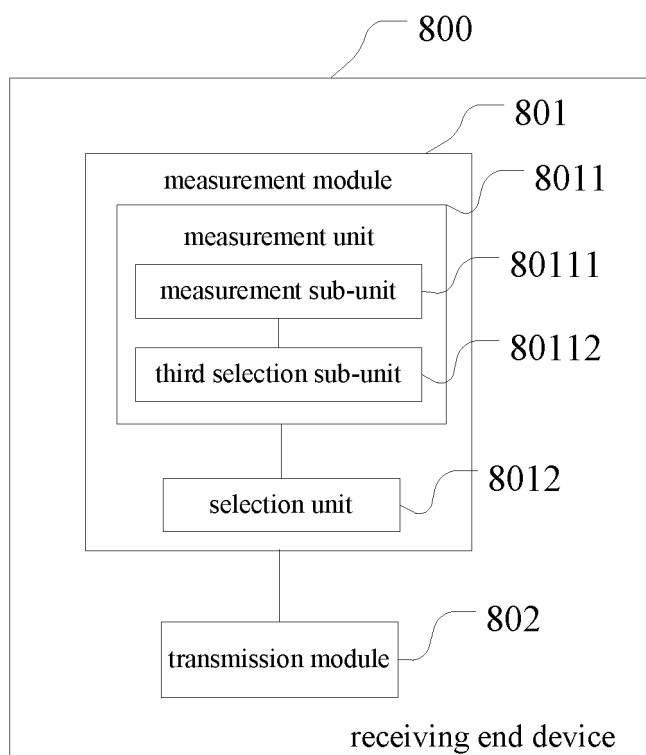 800
801
measurement module
8011
measurement unit
80111
measurement sub-unit
80112
third selection sub-unit
8012
selection unit
802
transmission module
receiving end device